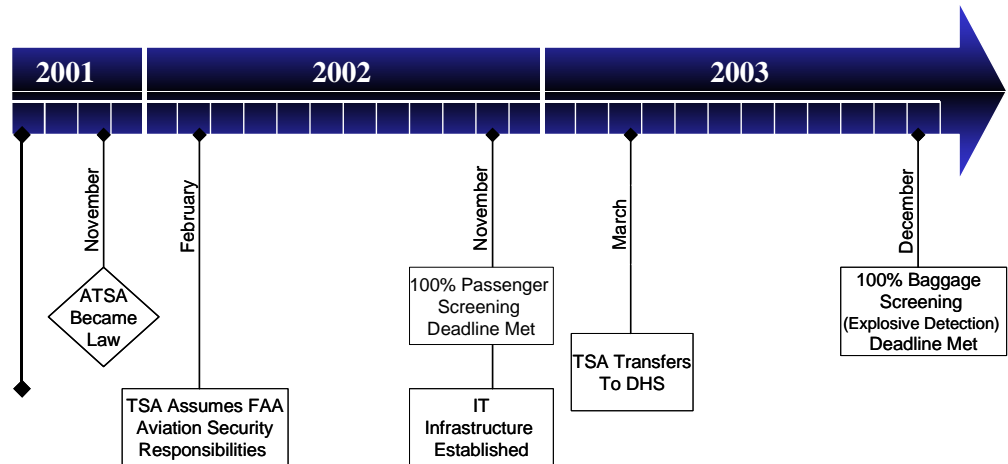 2001
2002
2003
November
February
November
March
December
ATSA
Became
Law
TSA Assumes FAA
Aviation Security
Responsibilities
100% Passenger
Screening
Deadline Met
IT
Infrastructure
Established
TSA Transfers
To DHS
100% Baggage
Screening
(Explosive Detection)
Deadline Met